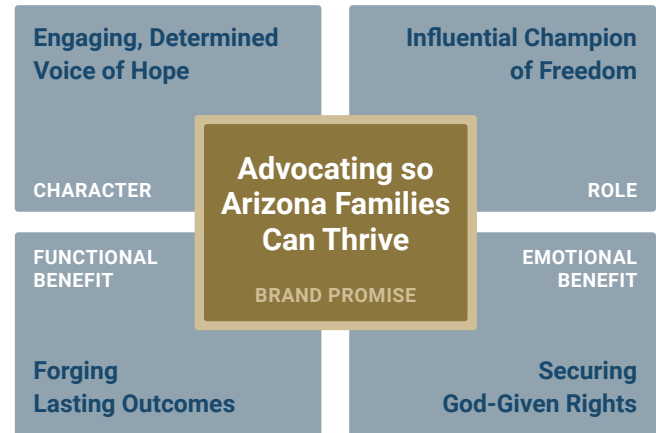 Engaging, Determined
Voice of Hope
CHARACTER
Influential Champion
of Freedom
ROLE
Advocating so
Arizona Families
Can Thrive
BRAND PROMISE
FUNCTIONAL
BENEFIT
Forging
Lasting Outcomes
EMOTIONAL
BENEFIT
Securing
God-Given Rights